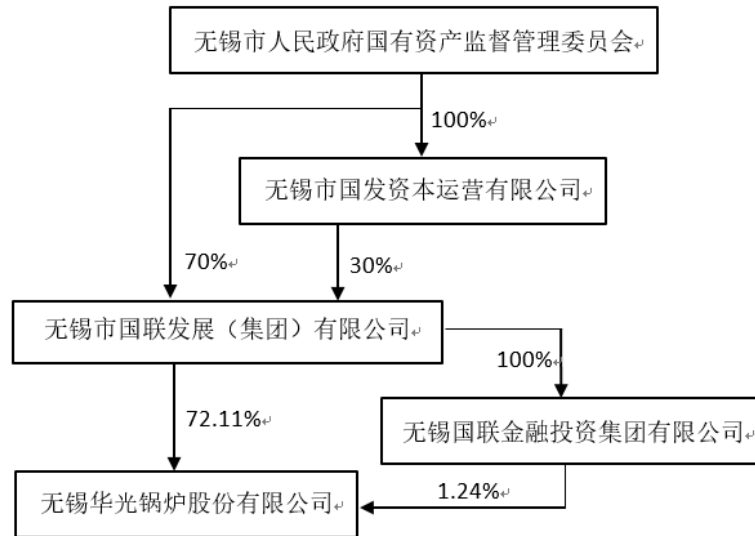 无锡市人民政府国有资产监督管理委员会↵
100%↵
无锡市国发资本运营有限公司↵
70%↵
30%↵
无锡市国联发展（集团）有限公司↵
100%↵
72.11%↵
无锡国联金融投资集团有限公司↵
1.24%↵
无锡华光锅炉股份有限公司↵